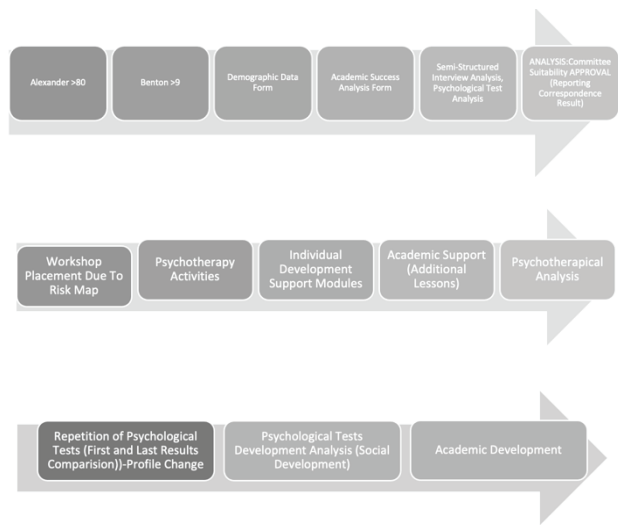 Alexander >80
Benton >9
Demographic Data
Form
Academic Success
Analysis Form
Semi-Structured
Interview Analysis,
Psychological Test
Analysis
ANALYSIS:Committee
Suitability APPROVAL
(Reporting
Correspondence
Result)
Workshop
Placement Due To
Risk Map
Psychotherapy
Activities
Individual
Development
Support Modules
Academic Support
(Additional
Lessons)
Psychotherapical
Analysis
Repetition of Psychological
Tests (First and Last Results
Comparision))-Profile Change
Psychological Tests
Development Analysis (Social
Development)
Academic Development